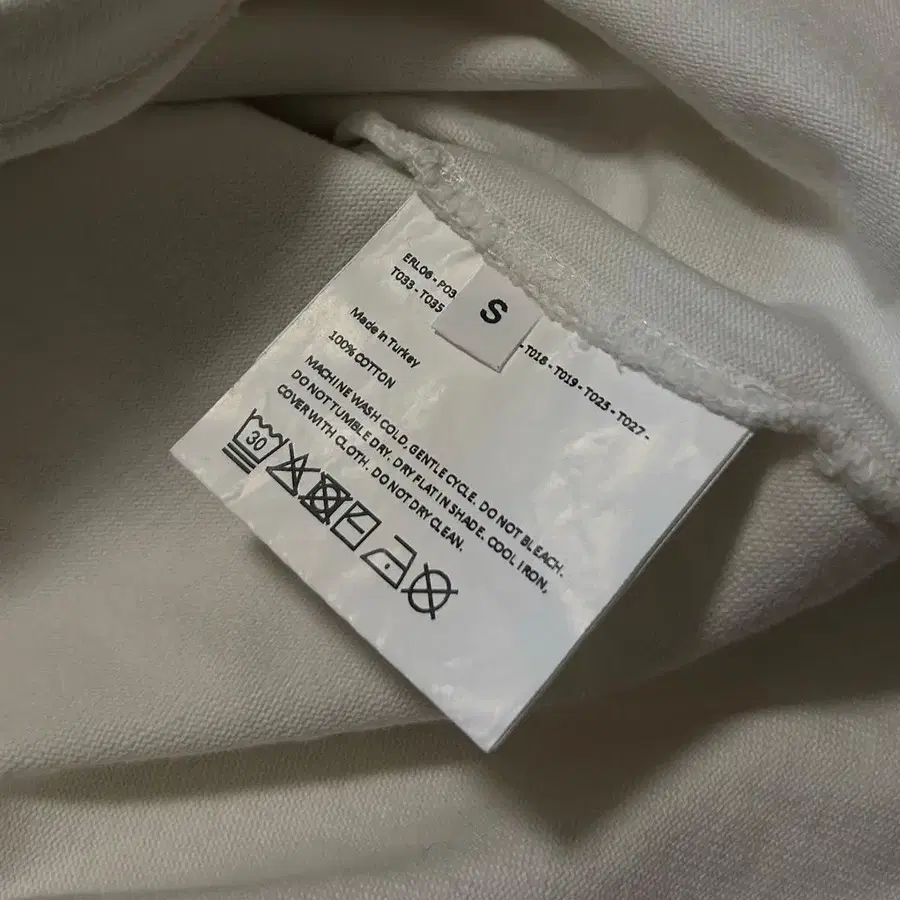 ERL06 - P03 - T018 - T019 - T025 - T027 -
T033 - T035
S
Made in Turkey
100% COTTON
MACHINE WASH COLD, GENTLE CYCLE. DO NOT BLEACH.
DO NOT TUMBLE DRY. DRY FLAT IN SHADE. COOL IRON,
COVER WITH CLOTH. DO NOT DRY CLEAN.
30